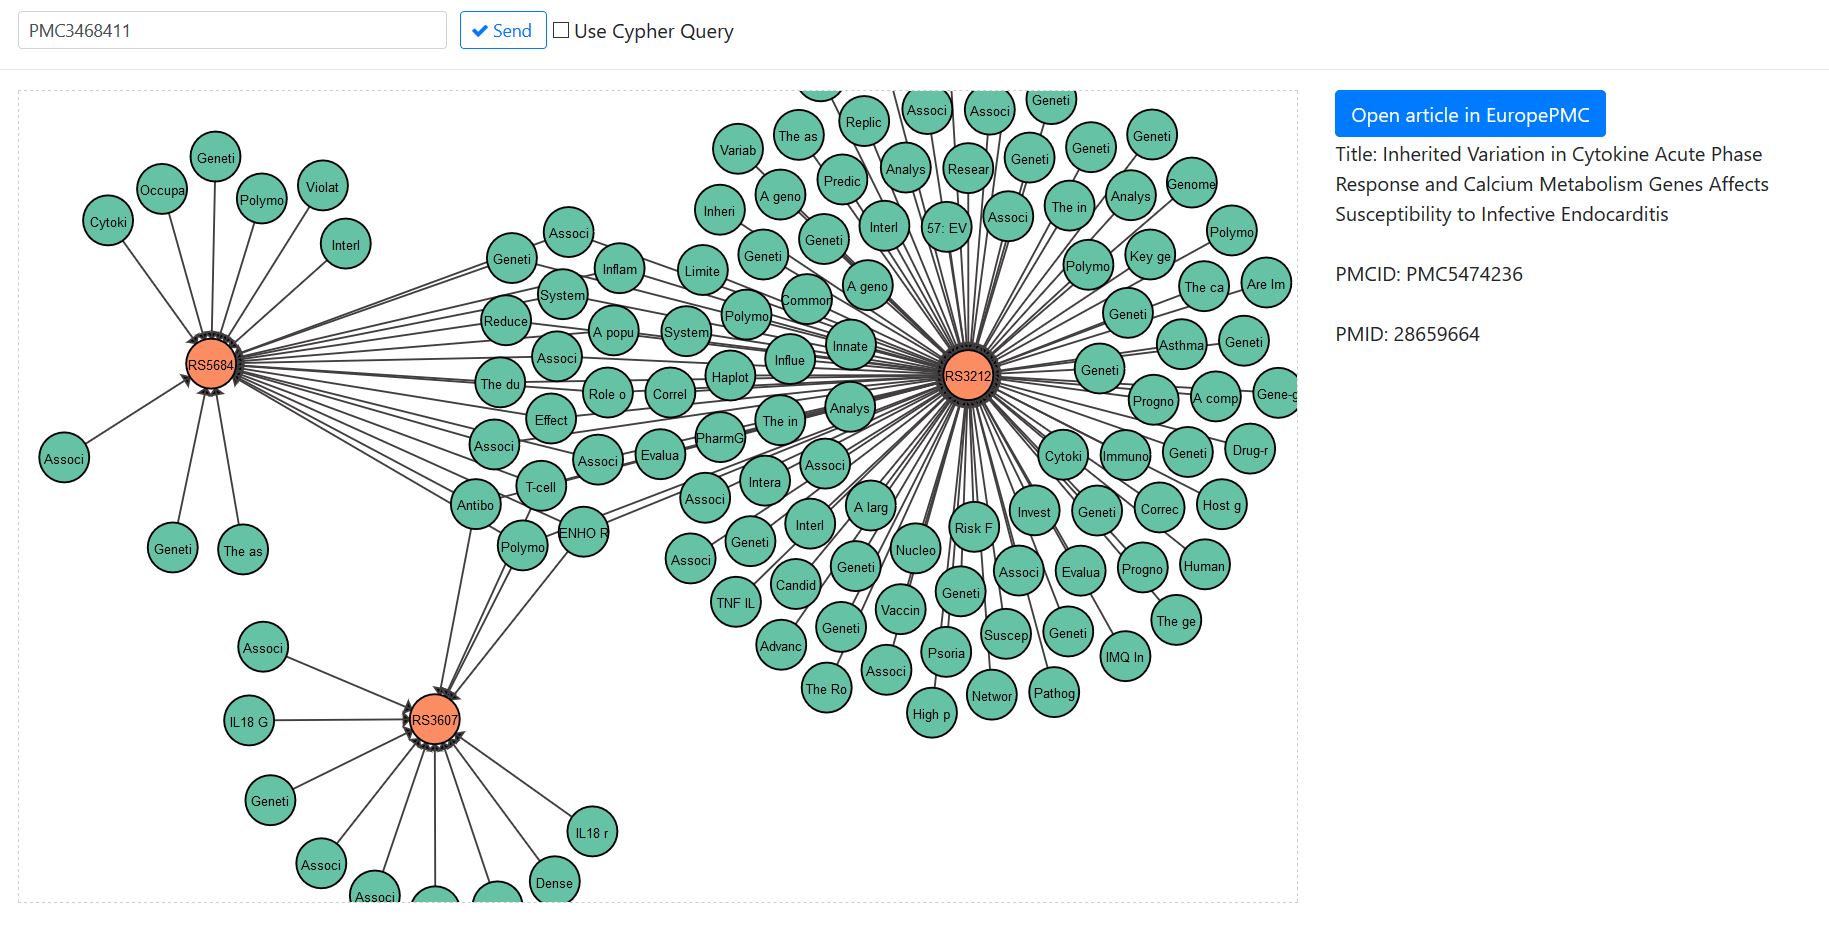 PMC3468411
Send
Use Cypher Query
Open article in EuropePMC
Title: Inherited Variation in Cytokine Acute Phase
Response and Calcium Metabolism Genes Affects
Susceptibility to Infective Endocarditis
PMCID: PMC5474236
PMID: 28659664
Geneti
Occupa
Polymo
Violat
Cytoki
Interl
RS5684
Associ
Geneti
The as
Associ
Geneti
Inflam
System
Reduce
A popu
System
Associ
The du
Role o
Correl
Effect
Associ
Associ
Evalua
PharmG
T-cell
Antibo
ENHO R
Polymo
Limite
Polymo
Common
Innate
Influe
Haplot
Analys
The in
Associ
Intera
Associ
Interl
A larg
Geneti
Associ
Replic
Associ
Associ
Geneti
The as
Variab
Predic
Analys
Resear
Geneti
Geneti
Geneti
A geno
Inheri
Geneti
Interl
57: EV
Associ
The in
Analys
Genome
Geneti
A geno
Polymo
Key ge
Polymo
The ca
Are Im
Geneti
Asthma
Geneti
RS3212
Geneti
Progno
A comp
Gene-g
Cytoki
Immuno
Geneti
Drug-r
Invest
Geneti
Correc
Host g
Risk F
Nucleo
Geneti
Candid
TNF IL
Associ
Evalua
Progno
Human
Geneti
Vaccin
Geneti
Advanc
Suscep
Geneti
The ge
Psoria
Associ
The Ro
IMQ In
High p
Networ
Pathog
Associ
IL18 G
RS3607
Geneti
Associ
Associ
IL18 r
Dense